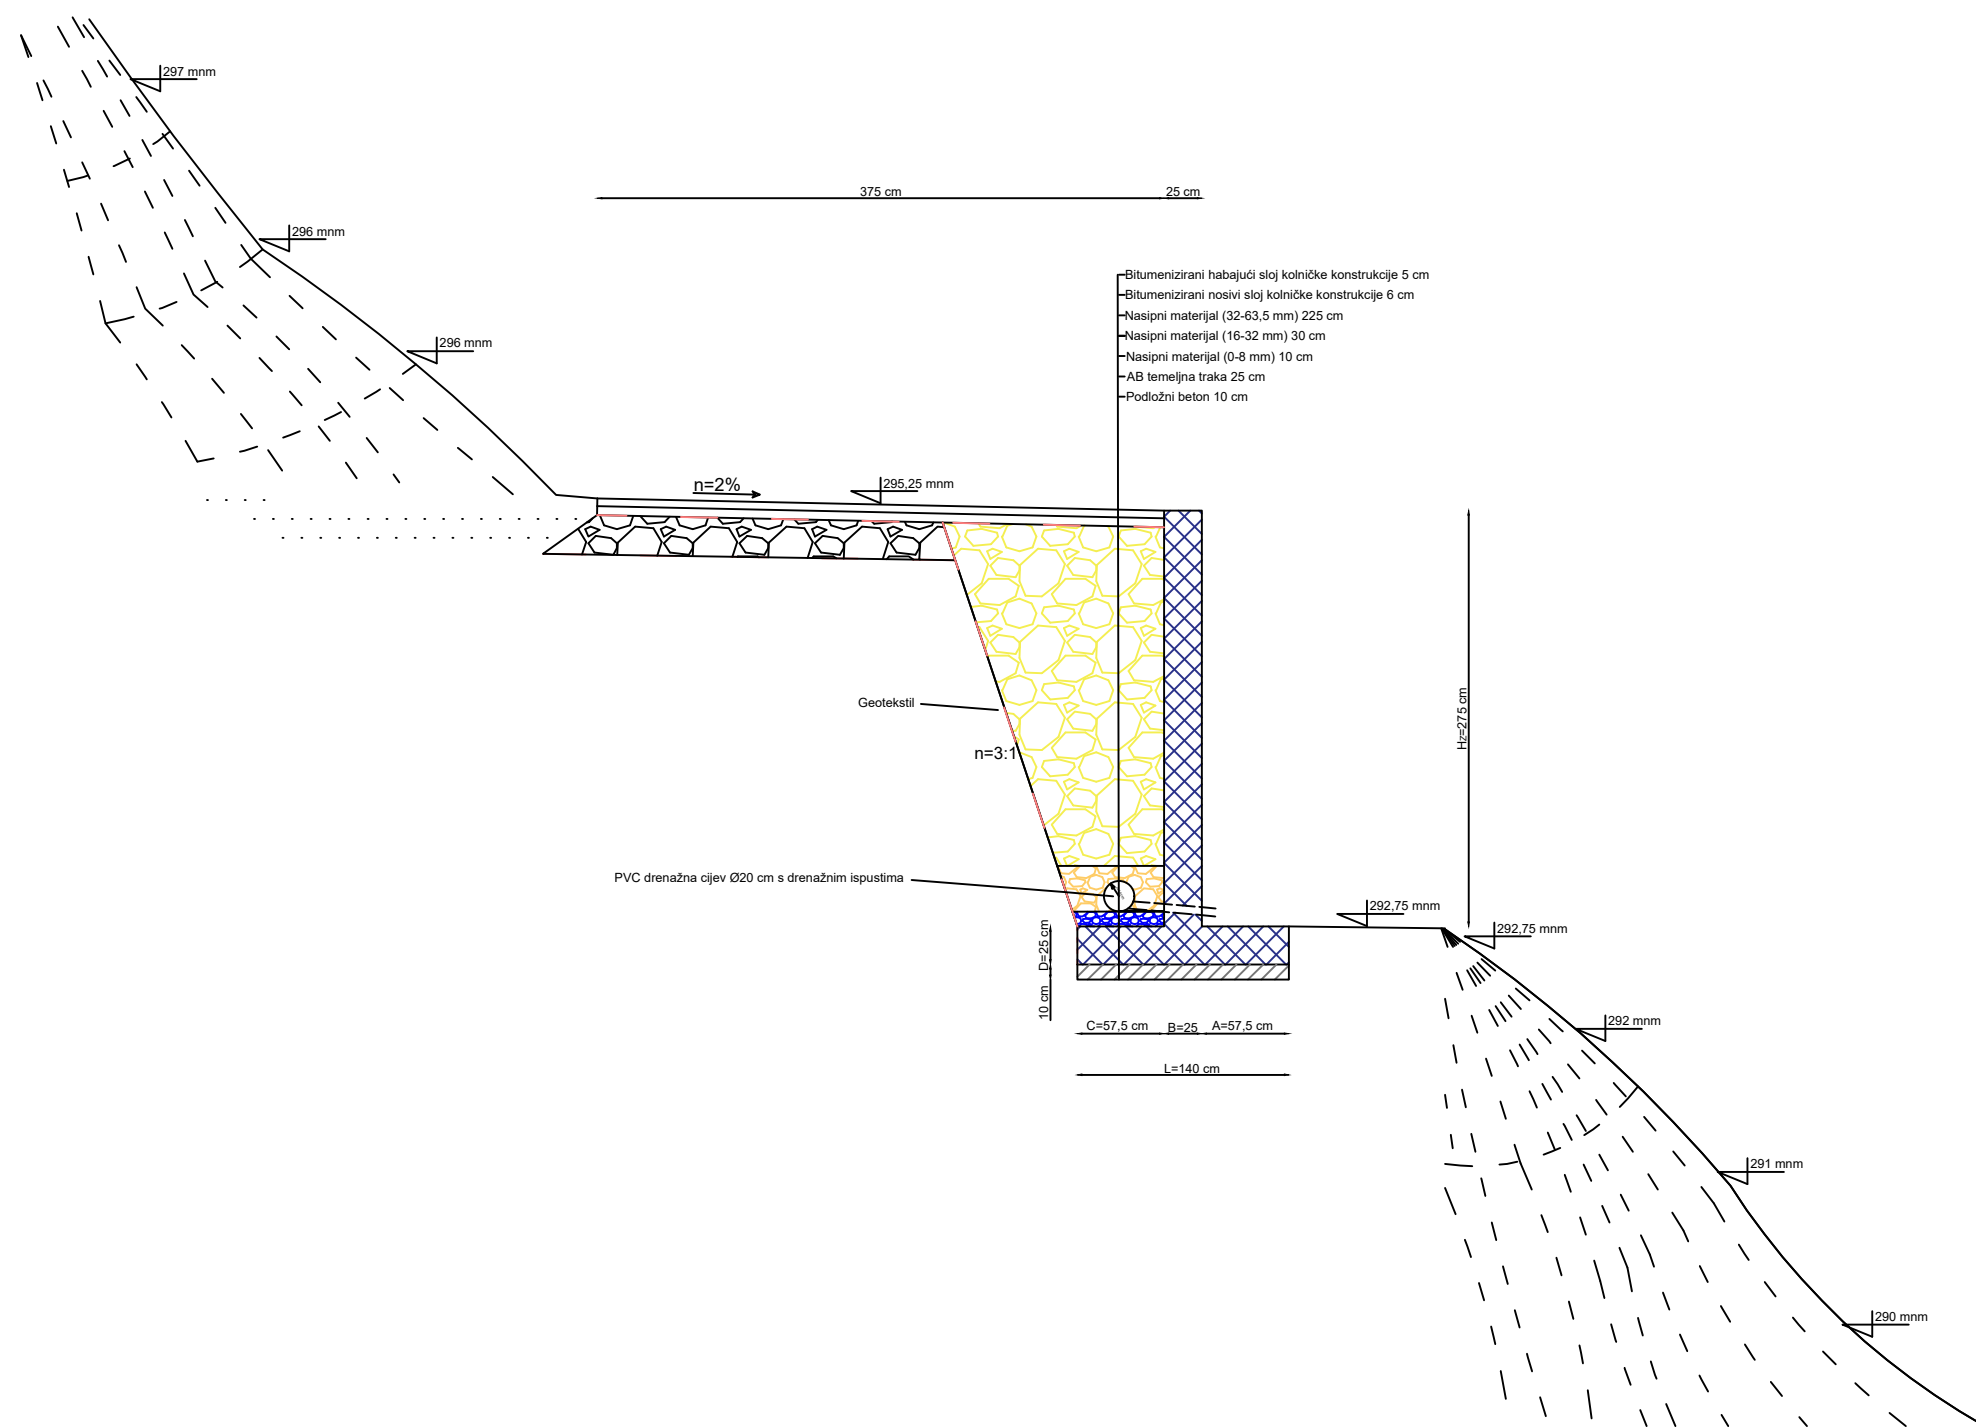 297 mnm
375 cm
25 cm
296 mnm
Bitumenizirani habajući sloj kolničke konstrukcije 5 cm
Bitumenizirani nosivi sloj kolničke konstrukcije 6 cm
Nasipni materijal (32-63,5 mm) 225 cm
Nasipni materijal (16-32 mm) 30 cm
296 mnm
Nasipni materijal (0-8 mm) 10 cm
AB temeljna traka 25 cm
Podložni beton 10 cm
n=2%
295,25 mnm
Geotekstil
Hz=275 cm
n=3:1
PVC drenažna cijev Ø20 cm s drenažnim ispustima
292,75 mnm
292,75 mnm
D=25 cm
10 cm
C=57,5 cm
B=25
A=57,5 cm
292 mnm
L=140 cm
291 mnm
290 mnm